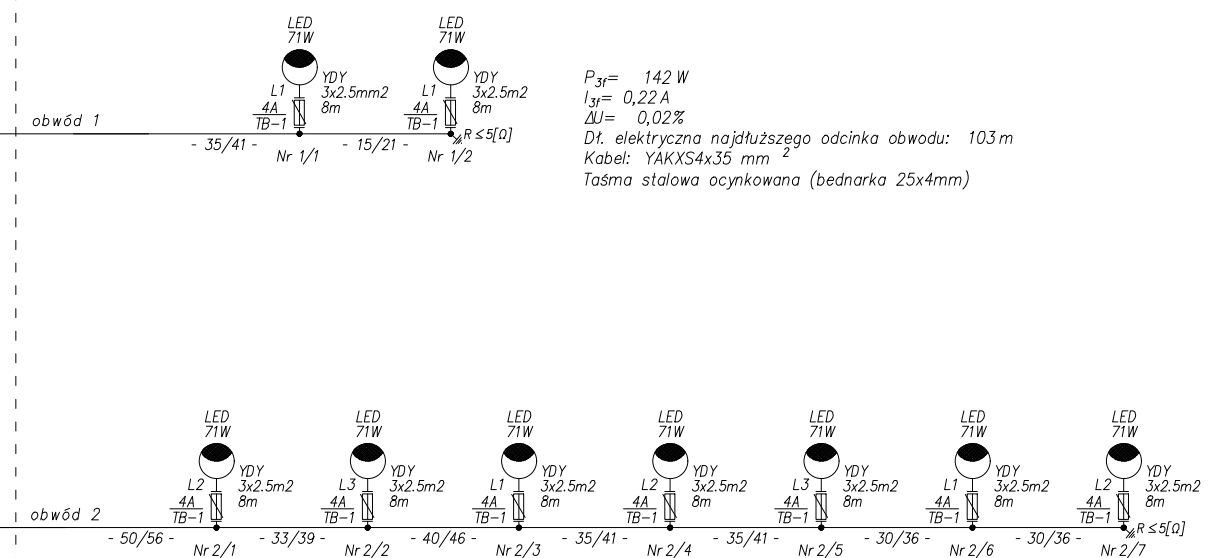 LED
71W
YDY
3x2.5mm2
8m
L1
4A
TB-1
LED
71W
YDY
3x2.5m2
8m
L1
4A
TB-1
obwód 1
- 35/41 -
Nr 1/1
- 15/21 -
Nr 1/2
R≤5[Ω]
P3f= 142 W
I3f= 0,22 A
ΔU= 0,02%
Dł. elektryczna najdłuższego odcinka obwodu: 103 m
Kabel: YAKXS4x35 mm 2
Taśma stalowa ocynkowana (bednarka 25x4mm)
LED
71W
YDY
3x2.5m2
8m
L2
4A
TB-1
LED
71W
YDY
3x2.5m2
8m
L3
4A
TB-1
LED
71W
YDY
3x2.5m2
8m
L1
4A
TB-1
LED
71W
YDY
3x2.5m2
8m
L2
4A
TB-1
LED
71W
YDY
3x2.5m2
8m
L3
4A
TB-1
LED
71W
YDY
3x2.5m2
8m
L1
4A
TB-1
LED
71W
YDY
3x2.5m2
8m
L2
4A
TB-1
obwód 2
- 50/56 -
Nr 2/1
- 33/39 -
Nr 2/2
- 40/46 -
Nr 2/3
- 35/41 -
Nr 2/4
- 35/41 -
Nr 2/5
- 30/36 -
Nr 2/6
- 30/36 -
Nr 2/7
R≤5[Ω]